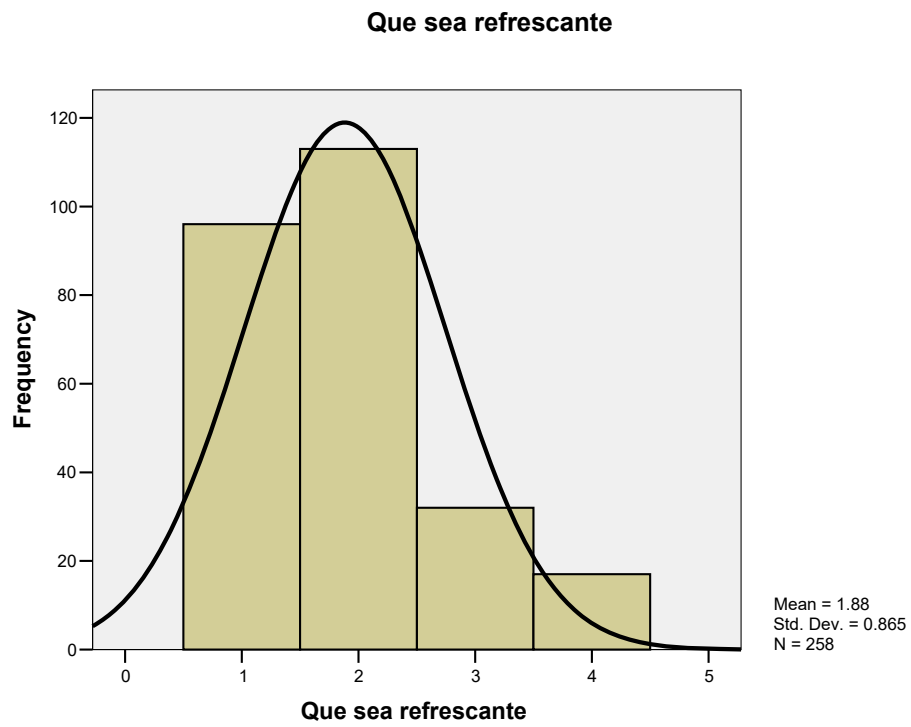 Que sea refrescante
120
100
80
60
40
20
0
Frequency
0 1 2 3 4 5
Que sea refrescante
Mean = 1.88
Std. Dev. = 0.865
N = 258